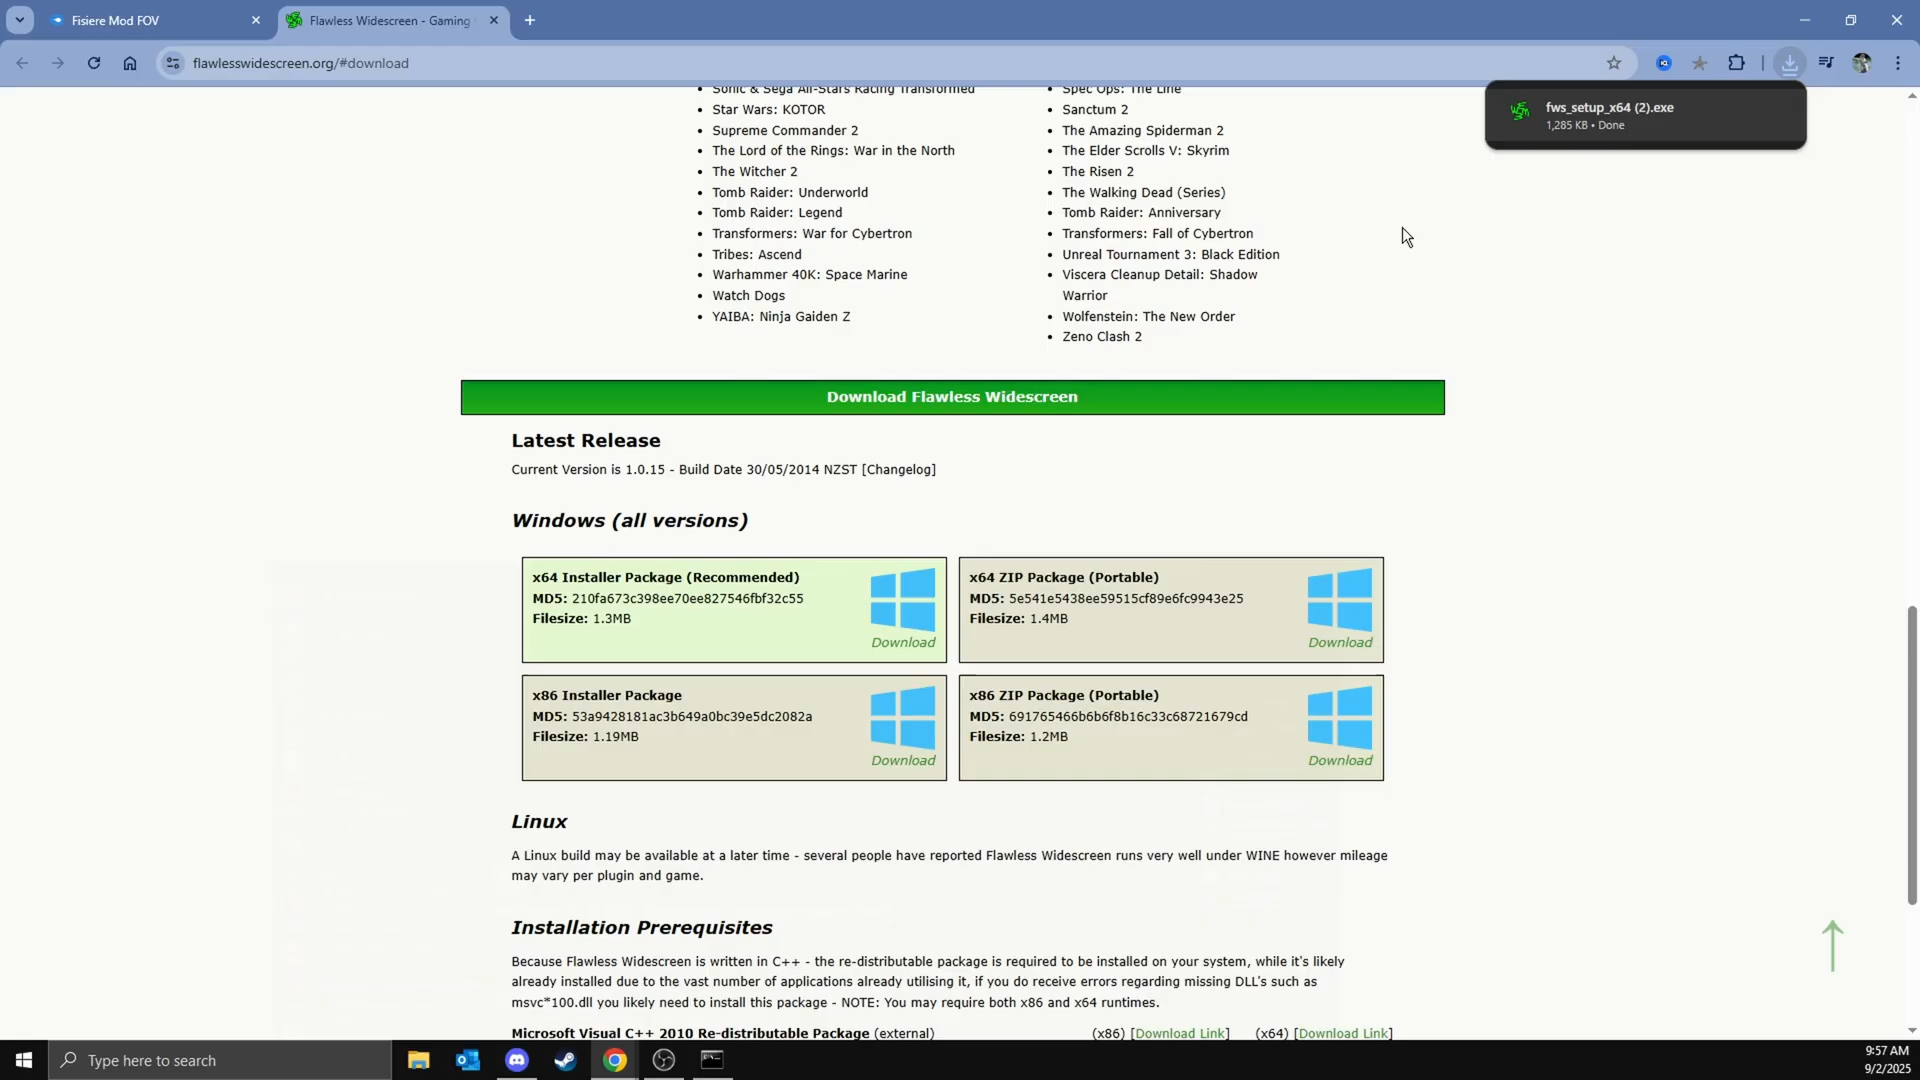 Fisiere Mod FOV
Flawless Widescreen - Gaming
flawlesswidescreen.org/#download
fws_setup_x64 (2).exe
1,285 KB • Done
Sonic & Sega All-Stars Racing Transformed
Star Wars: KOTOR
Supreme Commander 2
The Lord of the Rings: War in the North
The Witcher 2
Tomb Raider: Underworld
Tomb Raider: Legend
Transformers: War for Cybertron
Tribes: Ascend
Warhammer 40K: Space Marine
Watch Dogs
YAIBA: Ninja Gaiden Z
Spec Ops: The Line
Sanctum 2
The Amazing Spiderman 2
The Elder Scrolls V: Skyrim
The Risen 2
The Walking Dead (Series)
Tomb Raider: Anniversary
Transformers: Fall of Cybertron
Unreal Tournament 3: Black Edition
Viscera Cleanup Detail: Shadow
Warrior
Wolfenstein: The New Order
Zeno Clash 2
Download Flawless Widescreen
Latest Release
Current Version is 1.0.15 - Build Date 30/05/2014 NZST [Changelog]
Windows (all versions)
x64 Installer Package (Recommended)
MD5: 210fa673c398ee70ee827546fbf32c55
Filesize: 1.3MB
Download
x64 ZIP Package (Portable)
MD5: 5e541e5438ee59515cf89e6fc9943e25
Filesize: 1.4MB
Download
x86 Installer Package
MD5: 53a9428181ac3b649a0bc39e5dc2082a
Filesize: 1.19MB
Download
x86 ZIP Package (Portable)
MD5: 691765466b6b6f8b16c33c68721679cd
Filesize: 1.2MB
Download
Linux
A Linux build may be available at a later time - several people have reported Flawless Widescreen runs very well under WINE however mileage
may vary per plugin and game.
Installation Prerequisites
Because Flawless Widescreen is written in C++ - the re-distributable package is required to be installed on your system, while it's likely
already installed due to the vast number of applications already utilising it, if you do receive errors regarding missing DLL's such as
msvc*100.dll you likely need to install this package - NOTE: You may require both x86 and x64 runtimes.
Microsoft Visual C++ 2010 Re-distributable Package (external) (x86) [Download Link] (x64) [Download Link]
Type here to search
9:57 AM
9/2/2025